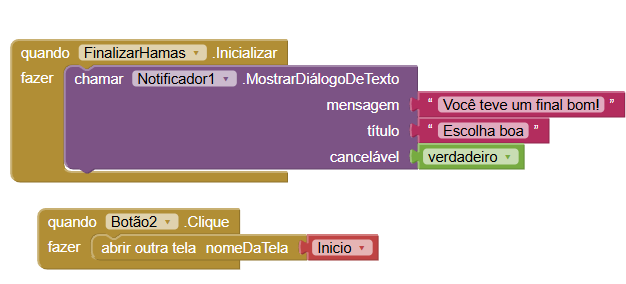 quando FinalizarHamas .Inicializar
fazer chamar Notificador1 .MostrarDiálogoDeTexto
mensagem “ Você teve um final bom! ”
título “ Escolha boa ”
cancelável verdadeiro
quando Botão2 .Clique
fazer abrir outra tela nomeDaTela Inicio